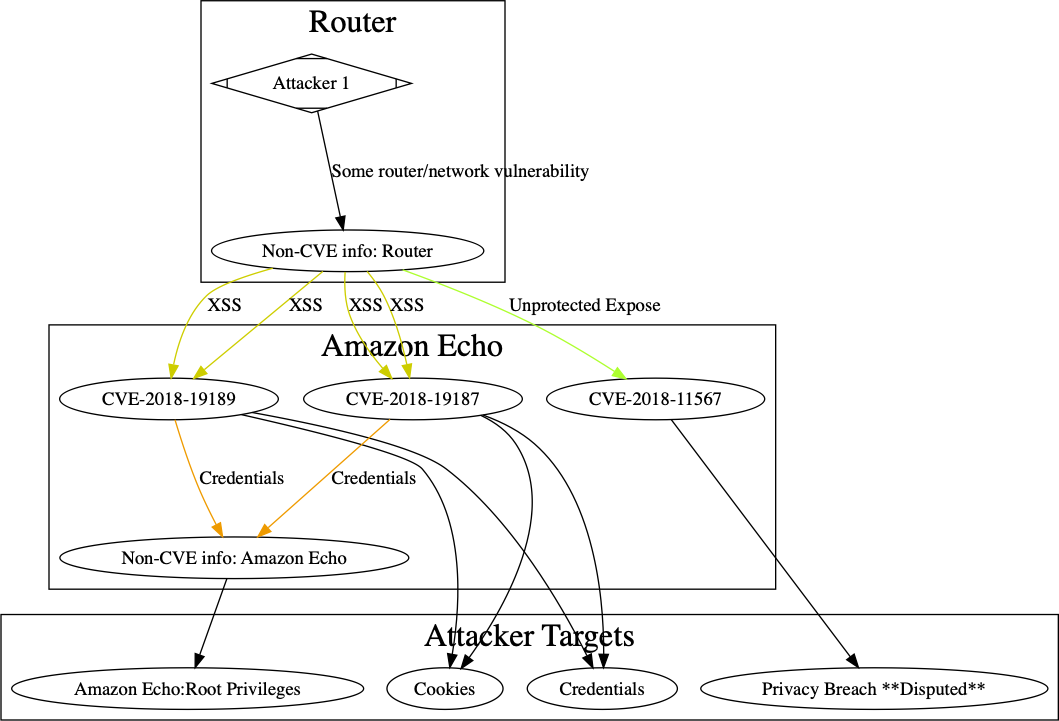 Router
Attacker 1
Some router/network vulnerability
Non-CVE info: Router
XSS
XSS
XSS
XSS
Unprotected Expose
Amazon Echo
CVE-2018-19189
CVE-2018-19187
CVE-2018-11567
Credentials
Credentials
Non-CVE info: Amazon Echo
Attacker Targets
Amazon Echo:Root Privileges
Cookies
Credentials
Privacy Breach **Disputed**